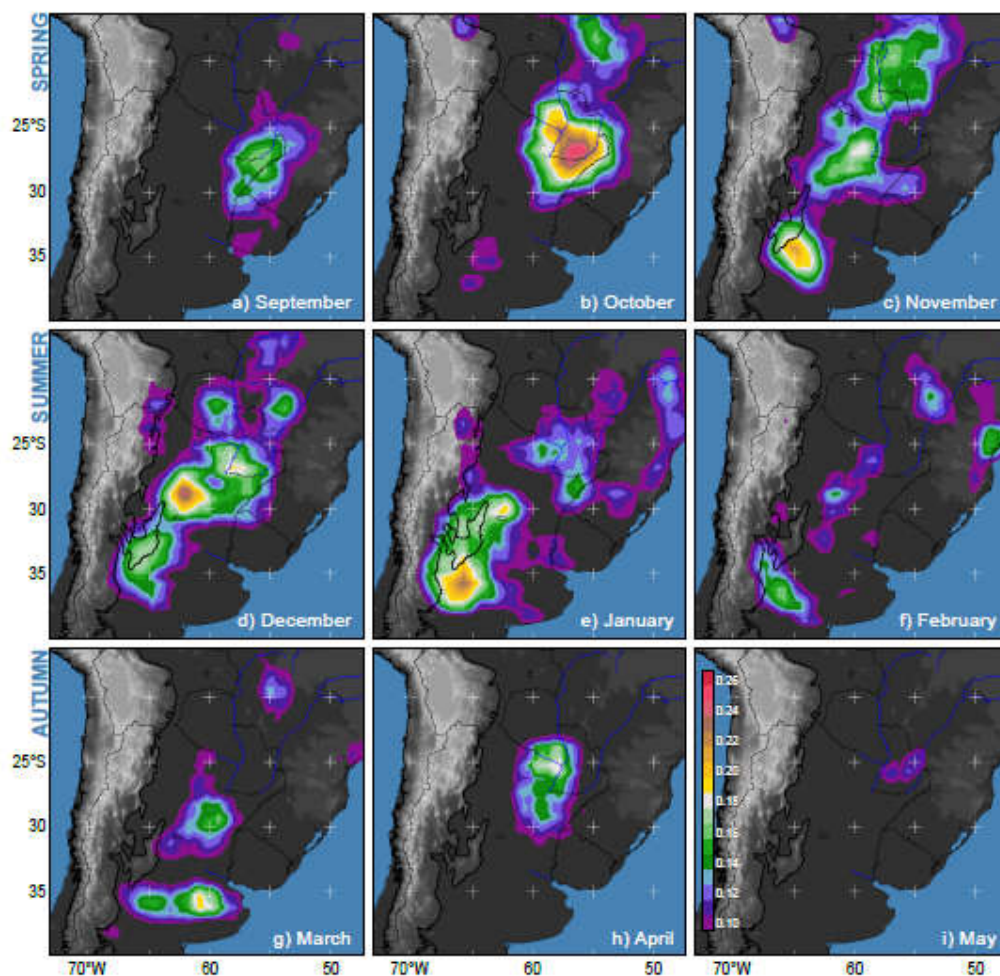 SPRING
25°S
30
35
a) September
b) October
c) November
SUMMER
25°S
30
35
d) December
e) January
f) February
AUTUMN
25°S
30
35
g) March
h) April
0.26
0.24
0.22
0.20
0.18
0.16
0.14
0.12
0.10
i) May
70°W 60 50 70°W 60 50 70°W 60 50